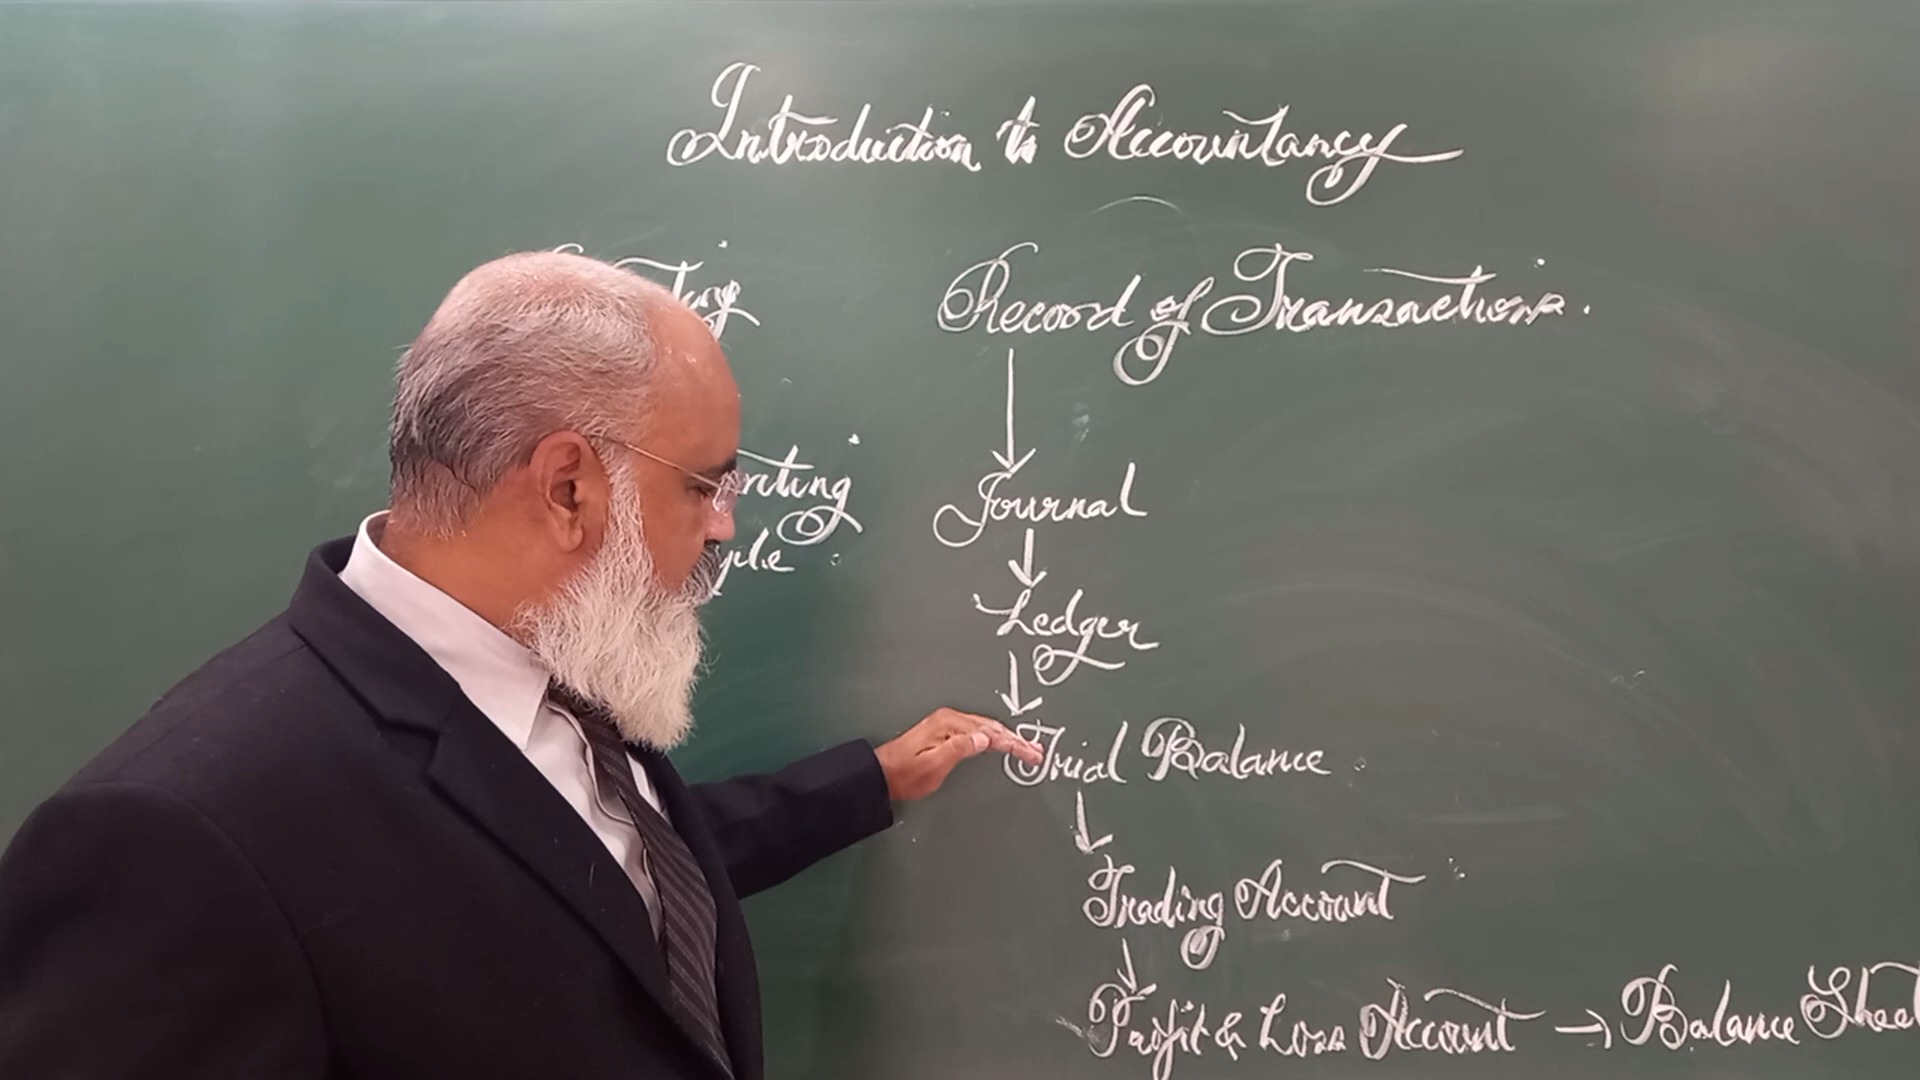 Introduction to Accountancy
Record of Transactions.
Journal
Ledger
Trial Balance
Trading Account
Profit & Loss Account → Balance Sheet